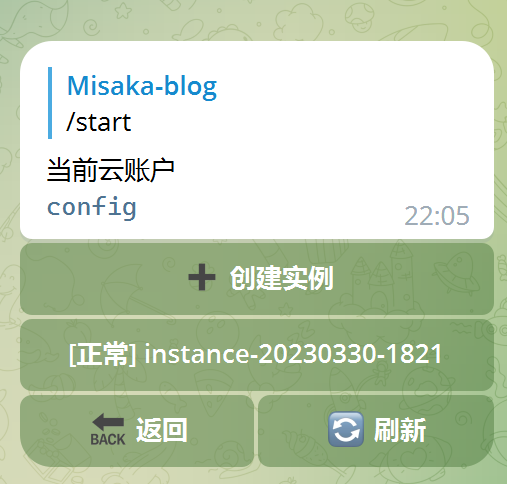 Misaka-blog
/start
当前云账户
config
22:05
➕ 创建实例
[正常] instance-20230330-1821
BACK 返回
🔄 刷新